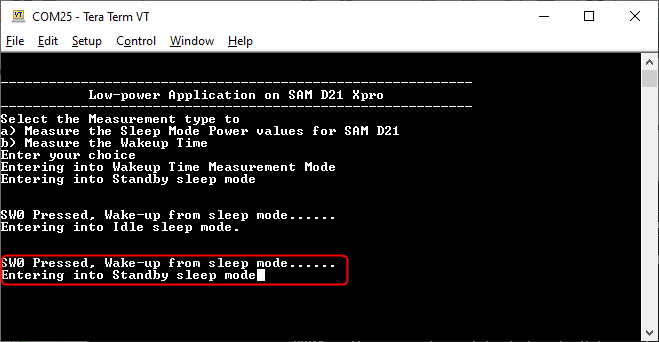 COM25 - Tera Term VT
File Edit Setup Control Window Help
Low-power Application on SAM D21 Xpro
Select the Measurement type to
a) Measure the Sleep Mode Power values for SAM D21
b) Measure the Wakeup Time
Enter your choice
Entering into Wakeup Time Measurement Mode
Entering into Standby sleep mode
SW0 Pressed, Wake-up from sleep mode......
Entering into Idle sleep mode.
SW0 Pressed, Wake-up from sleep mode......
Entering into Standby sleep mode